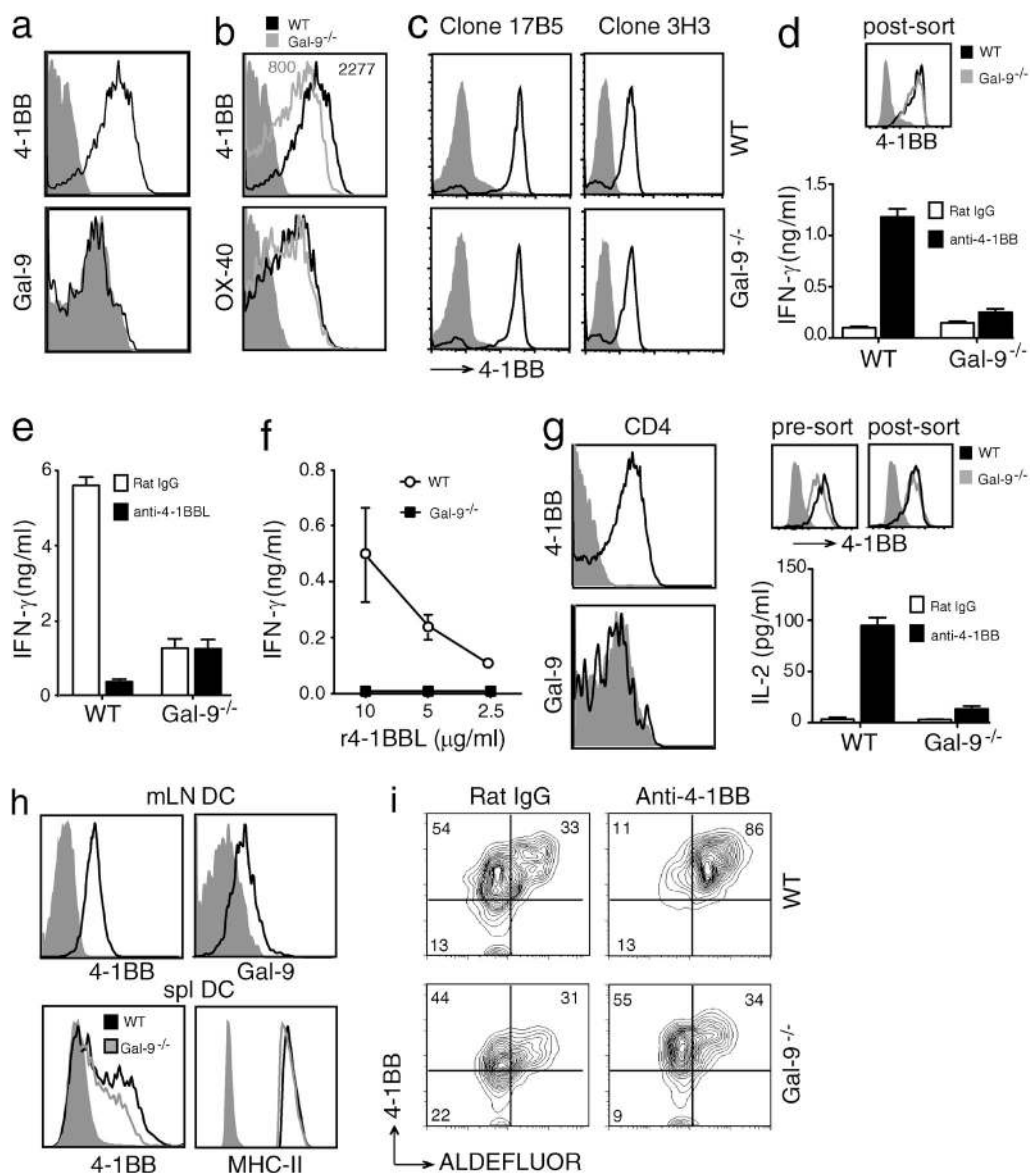 a
4-1BB
Gal-9
b
WT
Gal-9-/-
800
2277
4-1BB
OX-40
c
Clone 17B5
Clone 3H3
WT
Gal-9-/-
4-1BB
d
post-sort
WT
Gal-9-/-
4-1BB
IFN-γ (ng/ml)
1.5
1.0
0.5
0.0
Rat IgG
anti-4-1BB
WT
Gal-9-/-
e
IFN-γ (ng/ml)
6
4
2
0
Rat IgG
anti-4-1BBL
WT
Gal-9-/-
f
IFN-γ (ng/ml)
0.8
0.6
0.4
0.2
0.0
WT
Gal-9-/-
10
5
2.5
r4-1BBL (μg/ml)
g
CD4
4-1BB
Gal-9
pre-sort
post-sort
WT
Gal-9-/-
4-1BB
IL-2 (pg/ml)
150
100
50
0
Rat IgG
anti-4-1BB
WT
Gal-9-/-
h
mLN DC
4-1BB
Gal-9
spl DC
WT
Gal-9-/-
4-1BB
MHC-II
i
Rat IgG
Anti-4-1BB
54
33
13
11
86
13
WT
44
31
22
55
34
9
Gal-9-/-
4-1BB
ALDEFLUOR